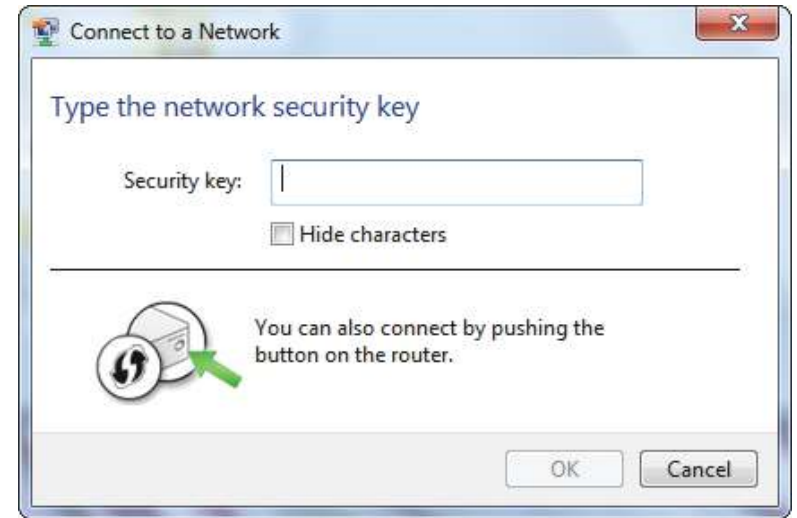 Connect to a Network
Type the network security key
Security key:
Hide characters
You can also connect by pushing the
button on the router.
OK
Cancel